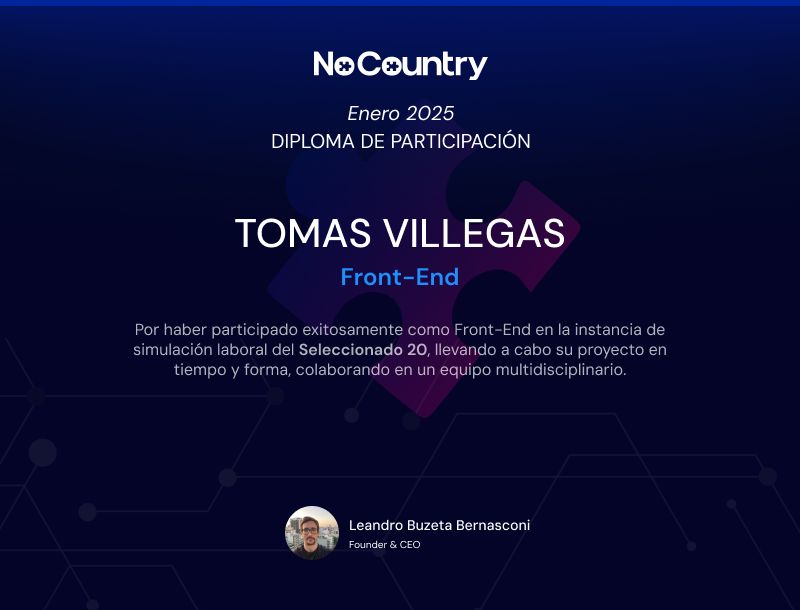 NoCountry
Enero 2025
DIPLOMA DE PARTICIPACIÓN
TOMAS VILLEGAS
Front-End
Por haber participado exitosamente como Front-End en la instancia de
simulación laboral del Seleccionado 20, llevando a cabo su proyecto en
tiempo y forma, colaborando en un equipo multidisciplinario.
Leandro Buzeta Bernasconi
Founder & CEO